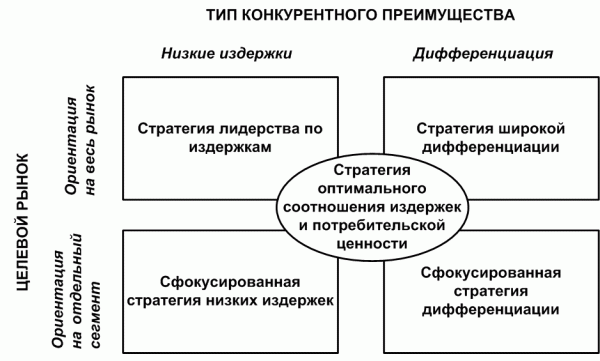 ТИП КОНКУРЕНТНОГО ПРЕИМУЩЕСТВА
Низкие издержки
Дифференциация
ЦЕЛЕВОЙ РЫНОК
Ориентация
на весь рынок
Стратегия лидерства по
издержкам
Стратегия широкой
дифференциации
Стратегия
оптимального
соотношения издержек
и потребительской
ценности
Ориентация
на отдельный
сегмент
Сфокусированная
стратегия низких издержек
Сфокусированная
стратегия
дифференциации